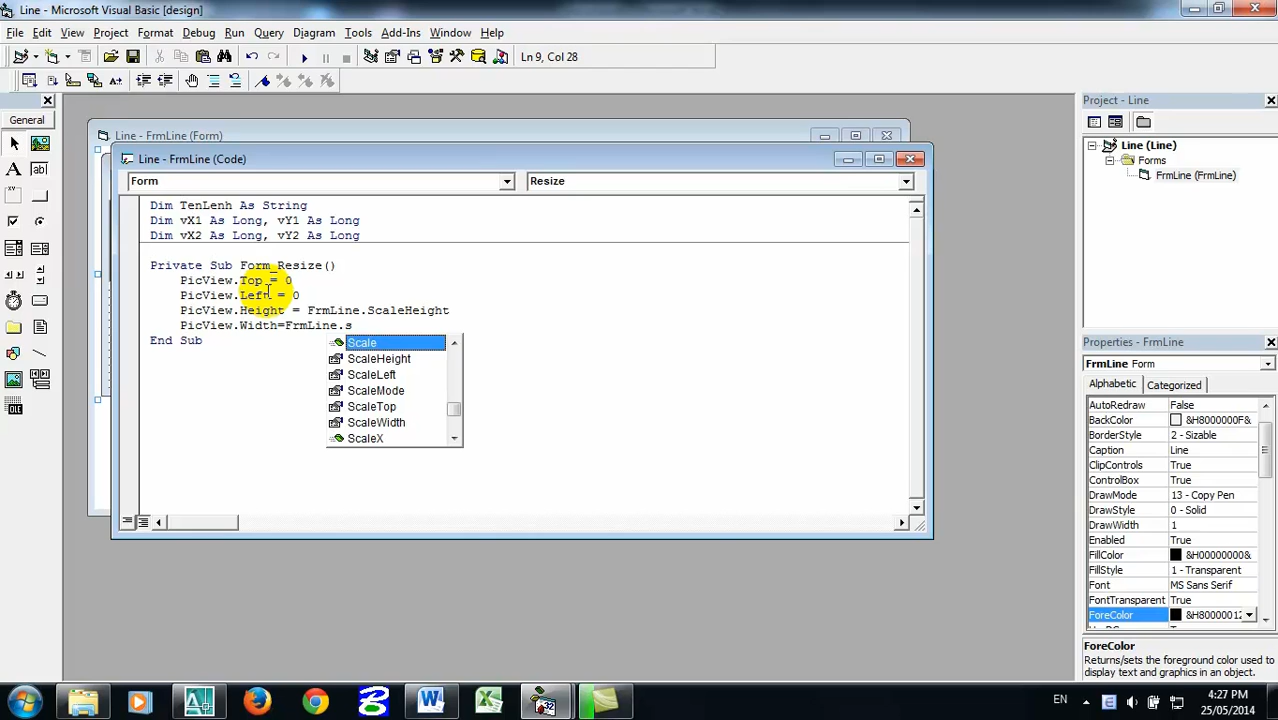 Line - Microsoft Visual Basic [design]
File Edit View Project Format Debug Run Query Diagram Tools Add-Ins Window Help
Ln 9, Col 28
General
Line - FrmLine (Form)
Line - FrmLine (Code)
Form
Resize
Dim TenLenh As String
Dim vX1 As Long, vY1 As Long
Dim vX2 As Long, vY2 As Long
Private Sub Form_Resize()
PicView.Top = 0
PicView.Left = 0
PicView.Height = FrmLine.ScaleHeight
PicView.Width=FrmLine.s
End Sub
Scale
ScaleHeight
ScaleLeft
ScaleMode
ScaleTop
ScaleWidth
ScaleX
Project - Line
Line (Line)
Forms
FrmLine (FrmLine)
Properties - FrmLine
FrmLine Form
Alphabetic Categorized
AutoRedraw False
BackColor &H8000000F&
BorderStyle 2 - Sizable
Caption Line
ClipControls True
ControlBox True
DrawMode 13 - Copy Pen
DrawStyle 0 - Solid
DrawWidth 1
Enabled True
FillColor &H00000000&
FillStyle 1 - Transparent
Font MS Sans Serif
FontTransparent True
ForeColor &H80000012
ForeColor
Returns/sets the foreground color used to
display text and graphics in an object.
EN
4:27 PM
25/05/2014